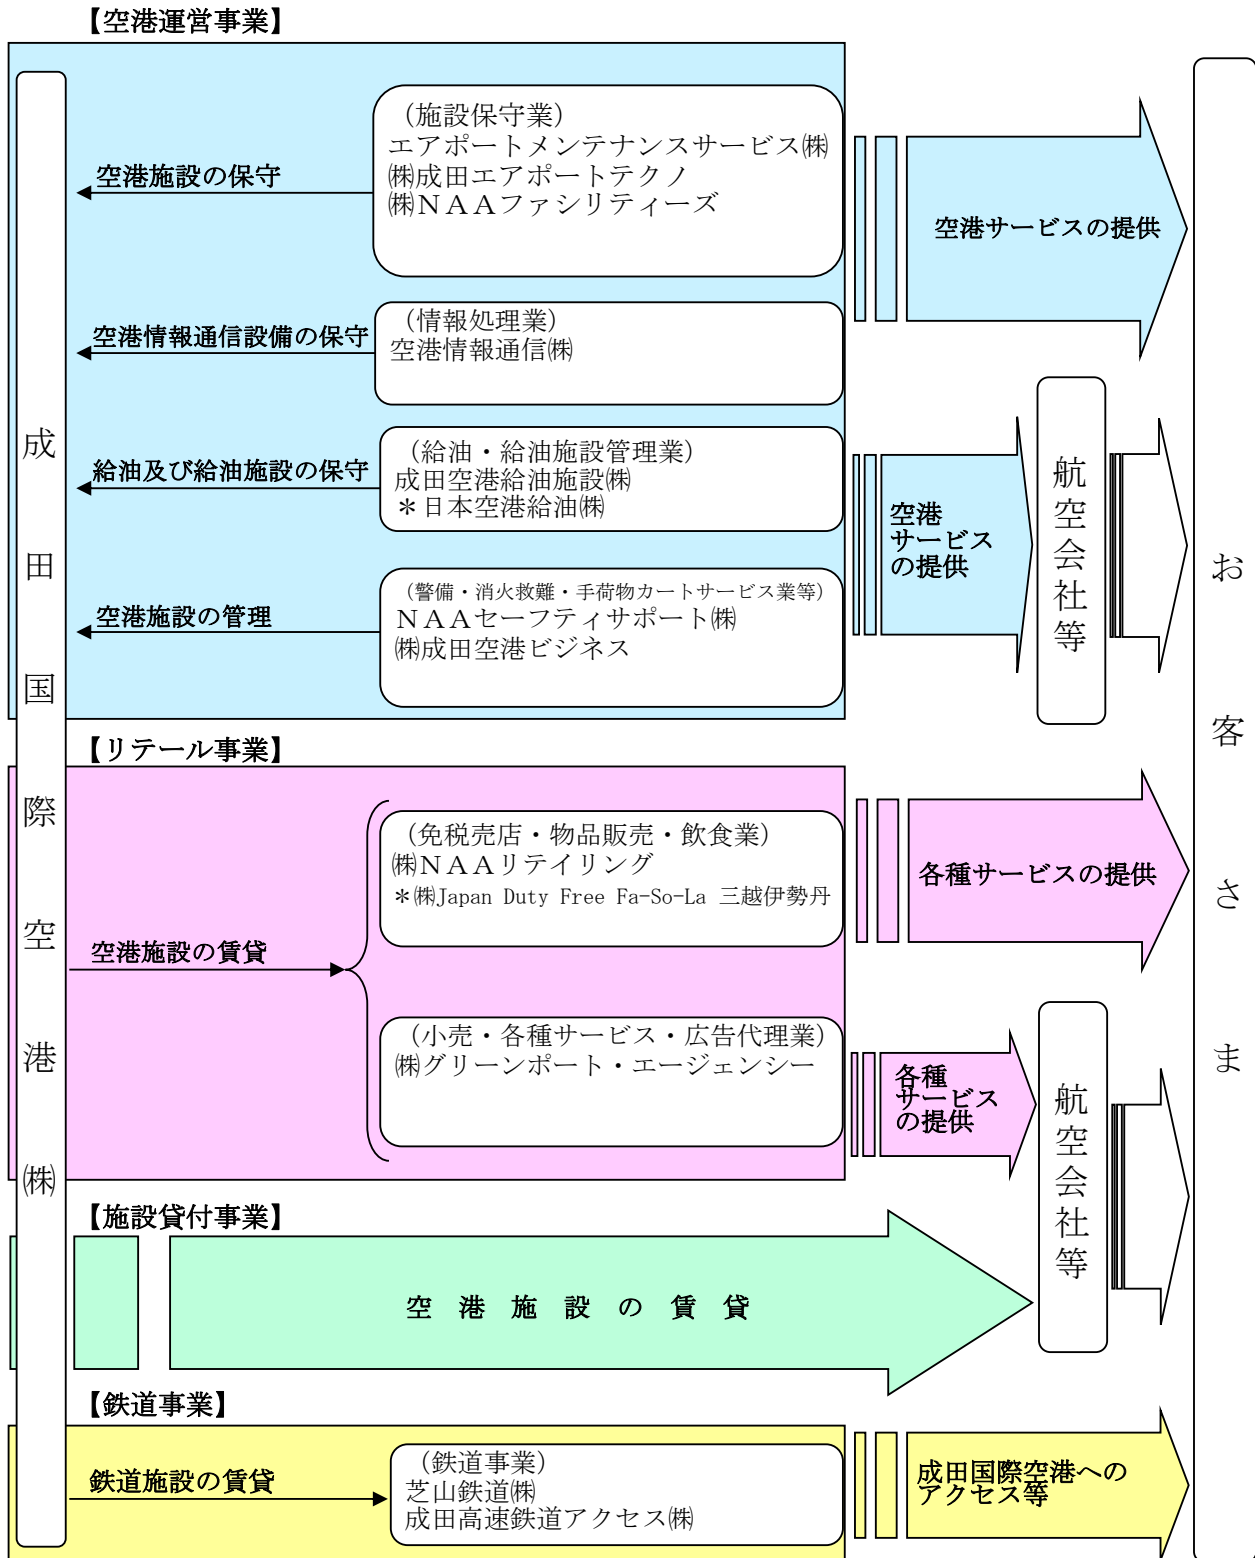 【空港運営事業】
成田国際空港㈱
空港施設の保守
（施設保守業）
エアポートメンテナンスサービス㈱
㈱成田エアポートテクノ
㈱ＮＡＡファシリティーズ
空港サービスの提供
空港情報通信設備の保守
（情報処理業）
空港情報通信㈱
給油及び給油施設の保守
（給油・給油施設管理業）
成田空港給油施設㈱
＊日本空港給油㈱
空港施設の管理
（警備・消火救難・手荷物カートサービス業等）
ＮＡＡセーフティサポート㈱
㈱成田空港ビジネス
空港
サービス
の提供
航空会社等
お客さま
【リテール事業】
空港施設の賃貸
（免税売店・物品販売・飲食業）
㈱ＮＡＡリテイリング
＊㈱Japan Duty Free Fa-So-La 三越伊勢丹
各種サービスの提供
（小売・各種サービス・広告代理業）
㈱グリーンポート・エージェンシー
各種
サービス
の提供
航空会社等
【施設貸付事業】
空港施設の賃貸
【鉄道事業】
鉄道施設の賃貸
（鉄道事業）
芝山鉄道㈱
成田高速鉄道アクセス㈱
成田国際空港への
アクセス等